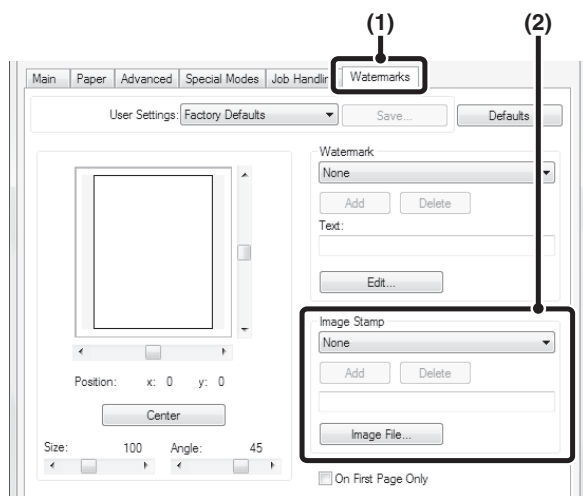 (1)
(2)
Main Paper Advanced Special Modes Job Handlin Watermarks
User Settings: Factory Defaults Save... Defaults
Watermark
None
Add Delete
Text:
Edit...
Image Stamp
None
Add Delete
Image File...
Position: x: 0 y: 0
Center
Size: 100 Angle: 45
On First Page Only